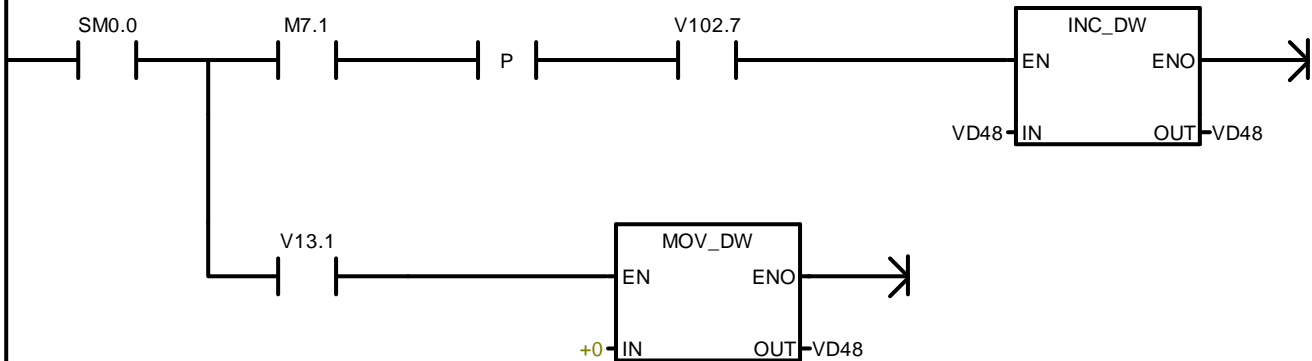 SM0.0 M7.1 P V102.7 INC_DW
EN ENO
VD48 IN OUT VD48
V13.1 MOV_DW
EN ENO
+0 IN OUT VD48